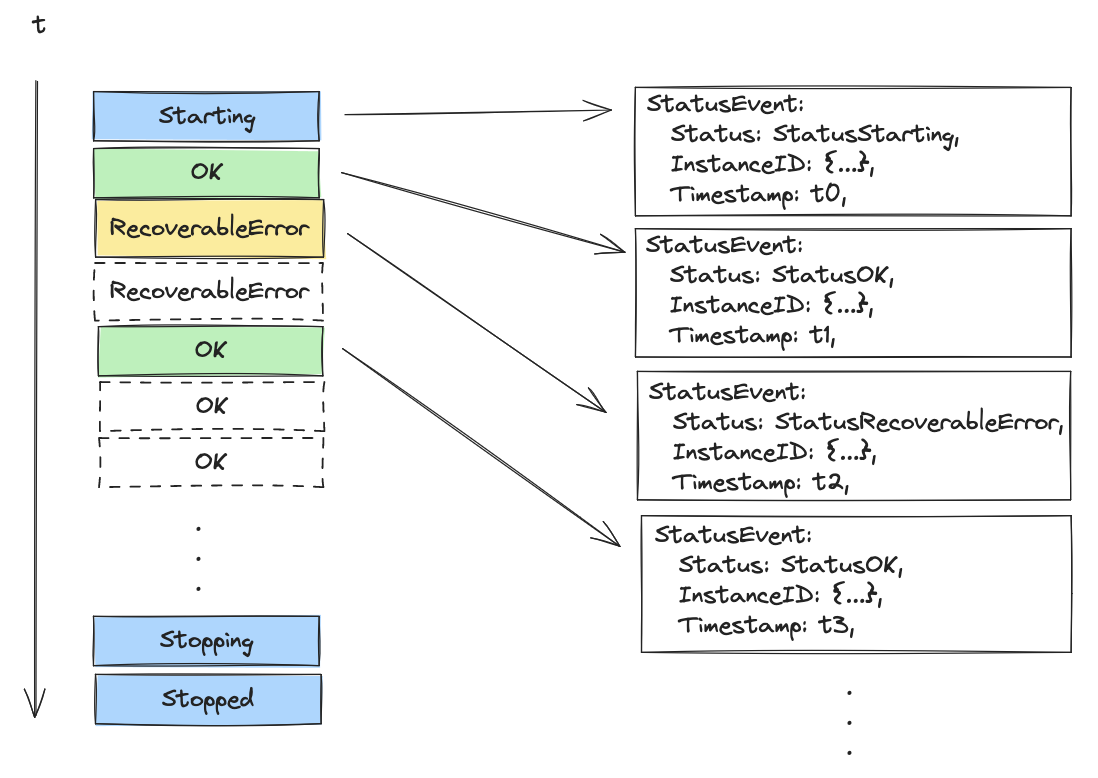 t
Starting
OK
RecoverableError
RecoverableError
OK
OK
OK
.
.
.
Stopping
Stopped
StatusEvent:
Status: StatusStarting,
InstanceID: {...},
Timestamp: t0,
StatusEvent:
Status: StatusOK,
InstanceID: {...},
Timestamp: t1,
StatusEvent:
Status: StatusRecoverableError,
InstanceID: {...},
Timestamp: t2,
StatusEvent:
Status: StatusOK,
InstanceID: {...},
Timestamp: t3,
.
.
.